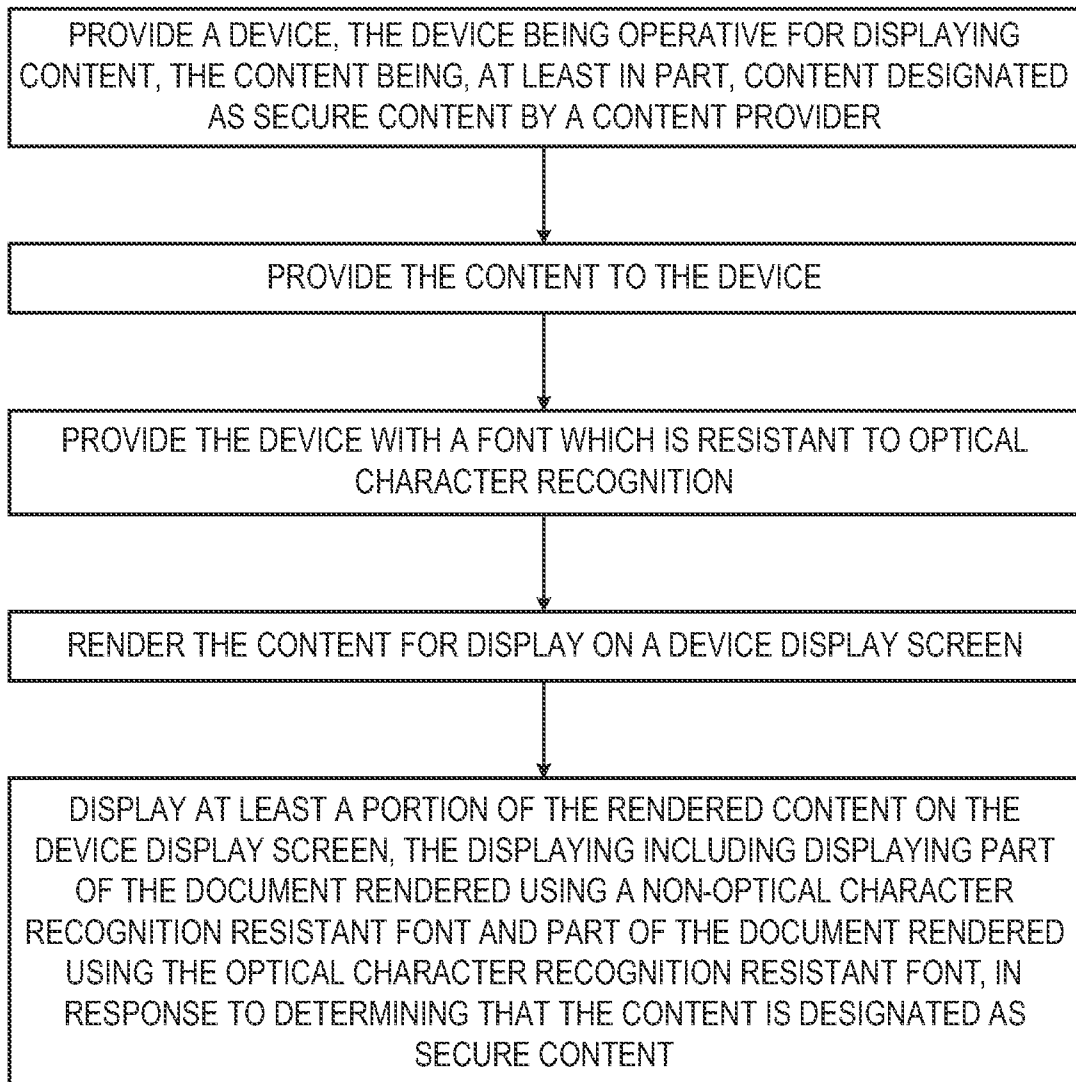 PROVIDE A DEVICE, THE DEVICE BEING OPERATIVE FOR DISPLAYING
CONTENT, THE CONTENT BEING, AT LEAST IN PART, CONTENT DESIGNATED
AS SECURE CONTENT BY A CONTENT PROVIDER
PROVIDE THE CONTENT TO THE DEVICE
PROVIDE THE DEVICE WITH A FONT WHICH IS RESISTANT TO OPTICAL
CHARACTER RECOGNITION
RENDER THE CONTENT FOR DISPLAY ON A DEVICE DISPLAY SCREEN
DISPLAY AT LEAST A PORTION OF THE RENDERED CONTENT ON THE
DEVICE DISPLAY SCREEN, THE DISPLAYING INCLUDING DISPLAYING PART
OF THE DOCUMENT RENDERED USING A NON-OPTICAL CHARACTER
RECOGNITION RESISTANT FONT AND PART OF THE DOCUMENT RENDERED
USING THE OPTICAL CHARACTER RECOGNITION RESISTANT FONT, IN
RESPONSE TO DETERMINING THAT THE CONTENT IS DESIGNATED AS
SECURE CONTENT